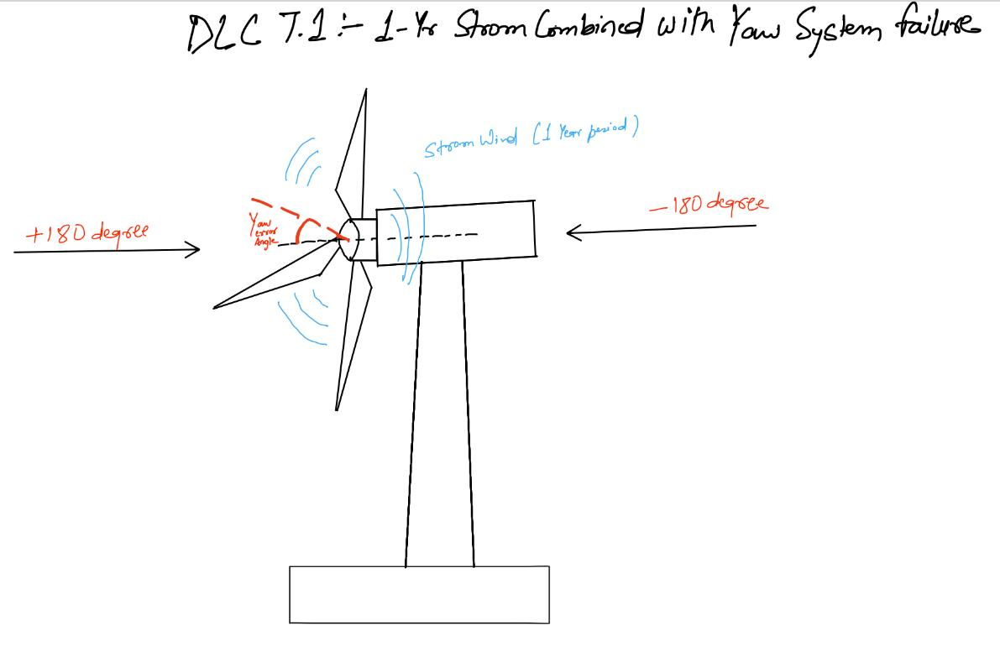 DLC 7.1 :- 1-Yr Strom Combined with Yaw System failure
Strom Wind (1 Year period)
-180 degree
+180 degree
Yaw
error
Angle